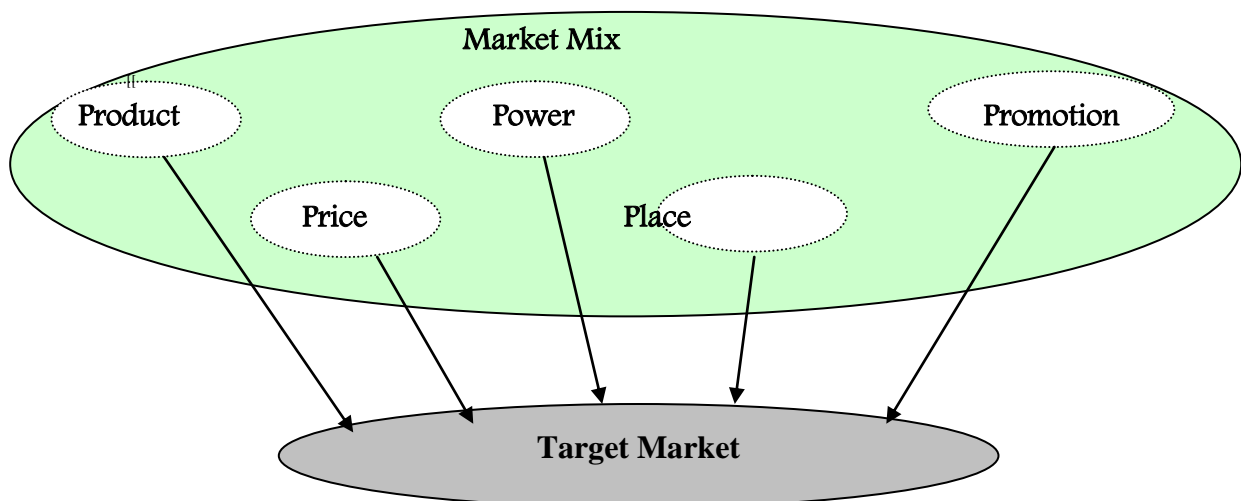 Market Mix
Product
Power
Promotion
Price
Place
Target Market